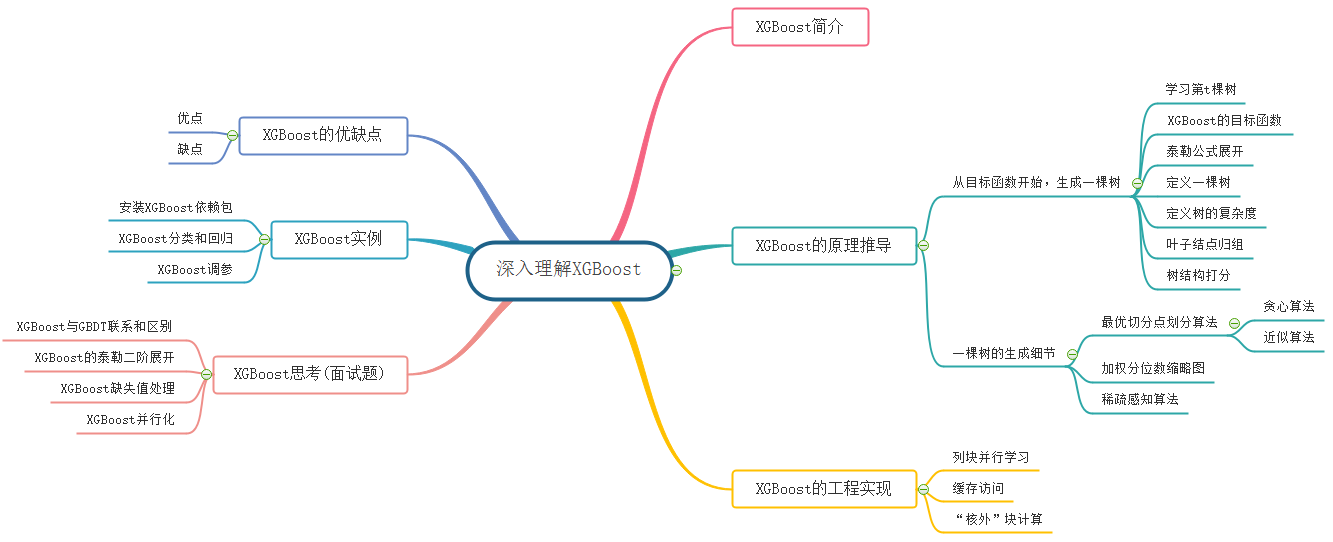 深入理解XGBoost
XGBoost简介
XGBoost的原理推导
从目标函数开始，生成一棵树
学习第t棵树
XGBoost的目标函数
泰勒公式展开
定义一棵树
定义树的复杂度
叶子结点归组
树结构打分
一棵树的生成细节
最优切分点划分算法
贪心算法
近似算法
加权分位数缩略图
稀疏感知算法
XGBoost的工程实现
列块并行学习
缓存访问
“核外”块计算
XGBoost的优缺点
优点
缺点
XGBoost实例
安装XGBoost依赖包
XGBoost分类和回归
XGBoost调参
XGBoost思考(面试题)
XGBoost与GBDT联系和区别
XGBoost的泰勒二阶展开
XGBoost缺失值处理
XGBoost并行化